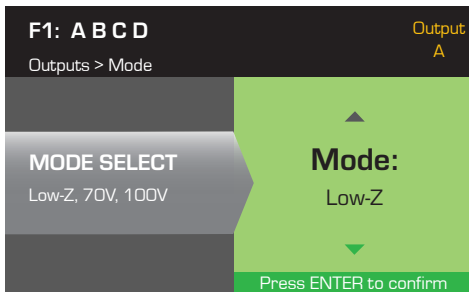 F1: A B C D
Output
A
Outputs > Mode
MODE SELECT
Low-Z, 70V, 100V
Mode:
Low-Z
Press ENTER to confirm